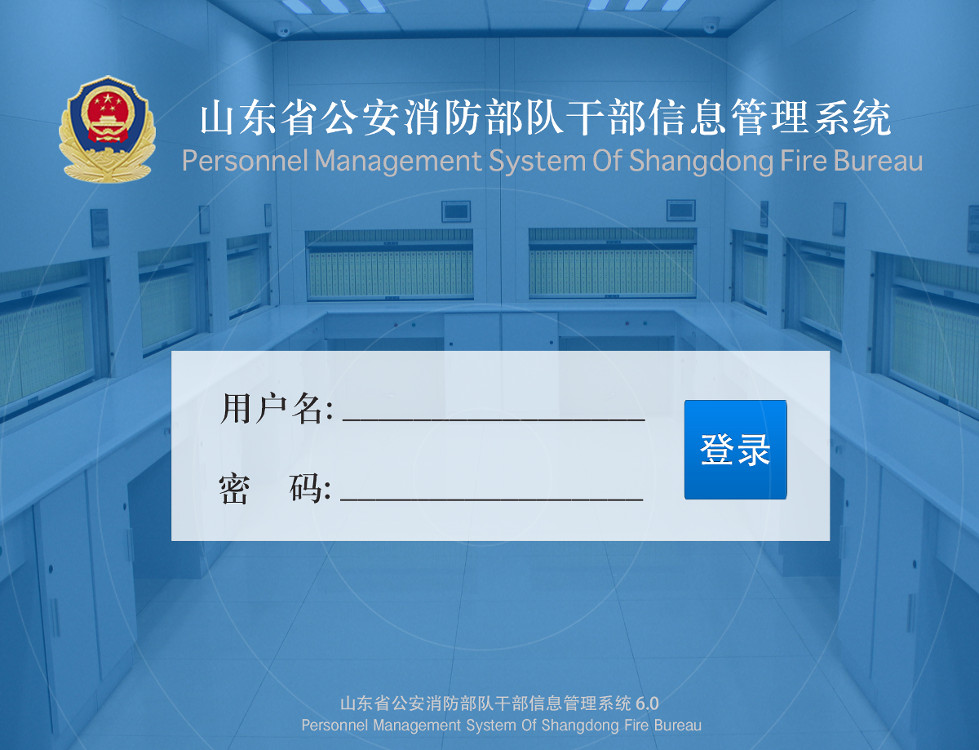 山东省公安消防部队干部信息管理系统
Personnel Management System Of Shangdong Fire Bureau
用户名: _________________
密 码: _________________
登录
山东省公安消防部队干部信息管理系统 6.0
Personnel Management System Of Shangdong Fire Bureau